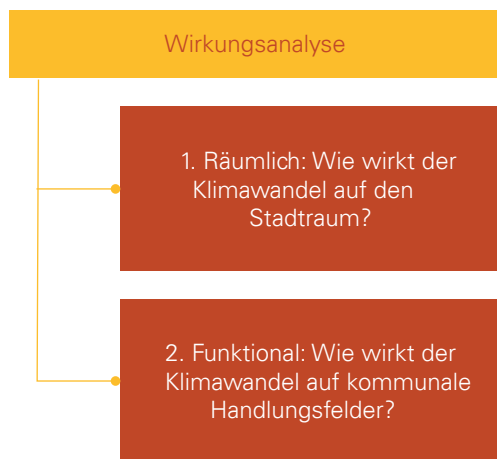 Wirkungsanalyse
1. Räumlich: Wie wirkt der
Klimawandel auf den
Stadtraum?
2. Funktional: Wie wirkt der
Klimawandel auf kommunale
Handlungsfelder?